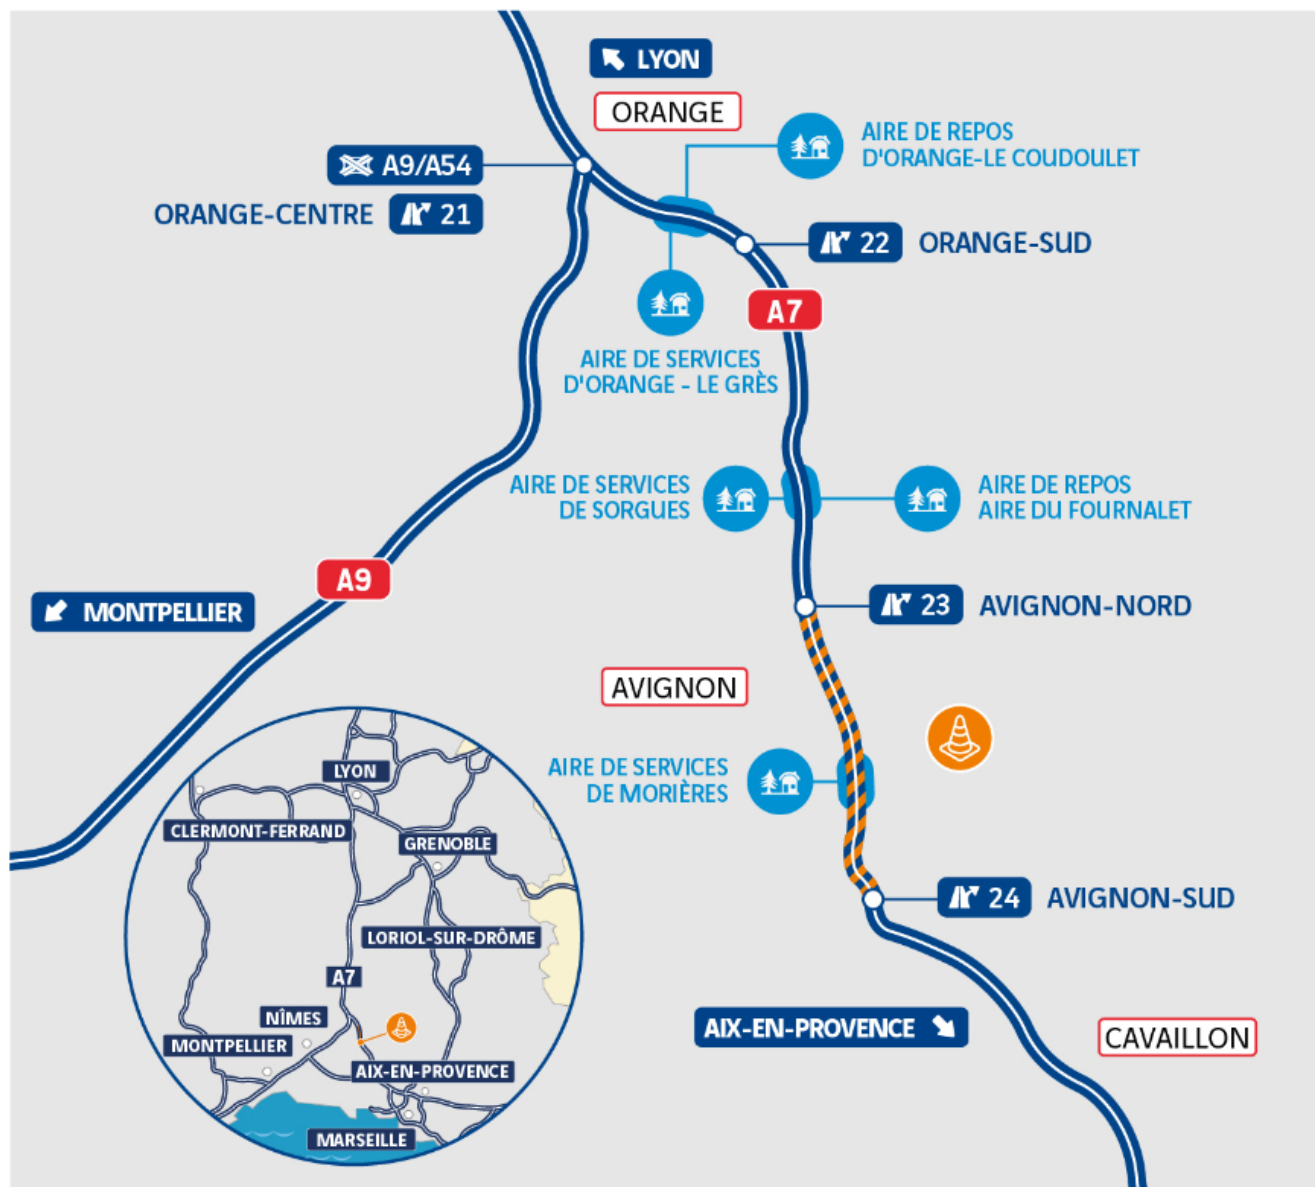 LYON
ORANGE
AIRE DE REPOS
D'ORANGE-LE COUDOULET
A9/A54
ORANGE-CENTRE 21
22 ORANGE-SUD
A7
AIRE DE SERVICES
D'ORANGE - LE GRÈS
AIRE DE SERVICES
DE SORGUES
AIRE DE REPOS
AIRE DU FOURNALET
A9
MONTPELLIER
23 AVIGNON-NORD
AVIGNON
AIRE DE SERVICES
DE MORIÈRES
24 AVIGNON-SUD
AIX-EN-PROVENCE
CAVAILLON
LYON
CLERMONT-FERRAND
GRENOBLE
LORIOL-SUR-DRÔME
A7
NÎMES
MONTPELLIER
AIX-EN-PROVENCE
MARSEILLE